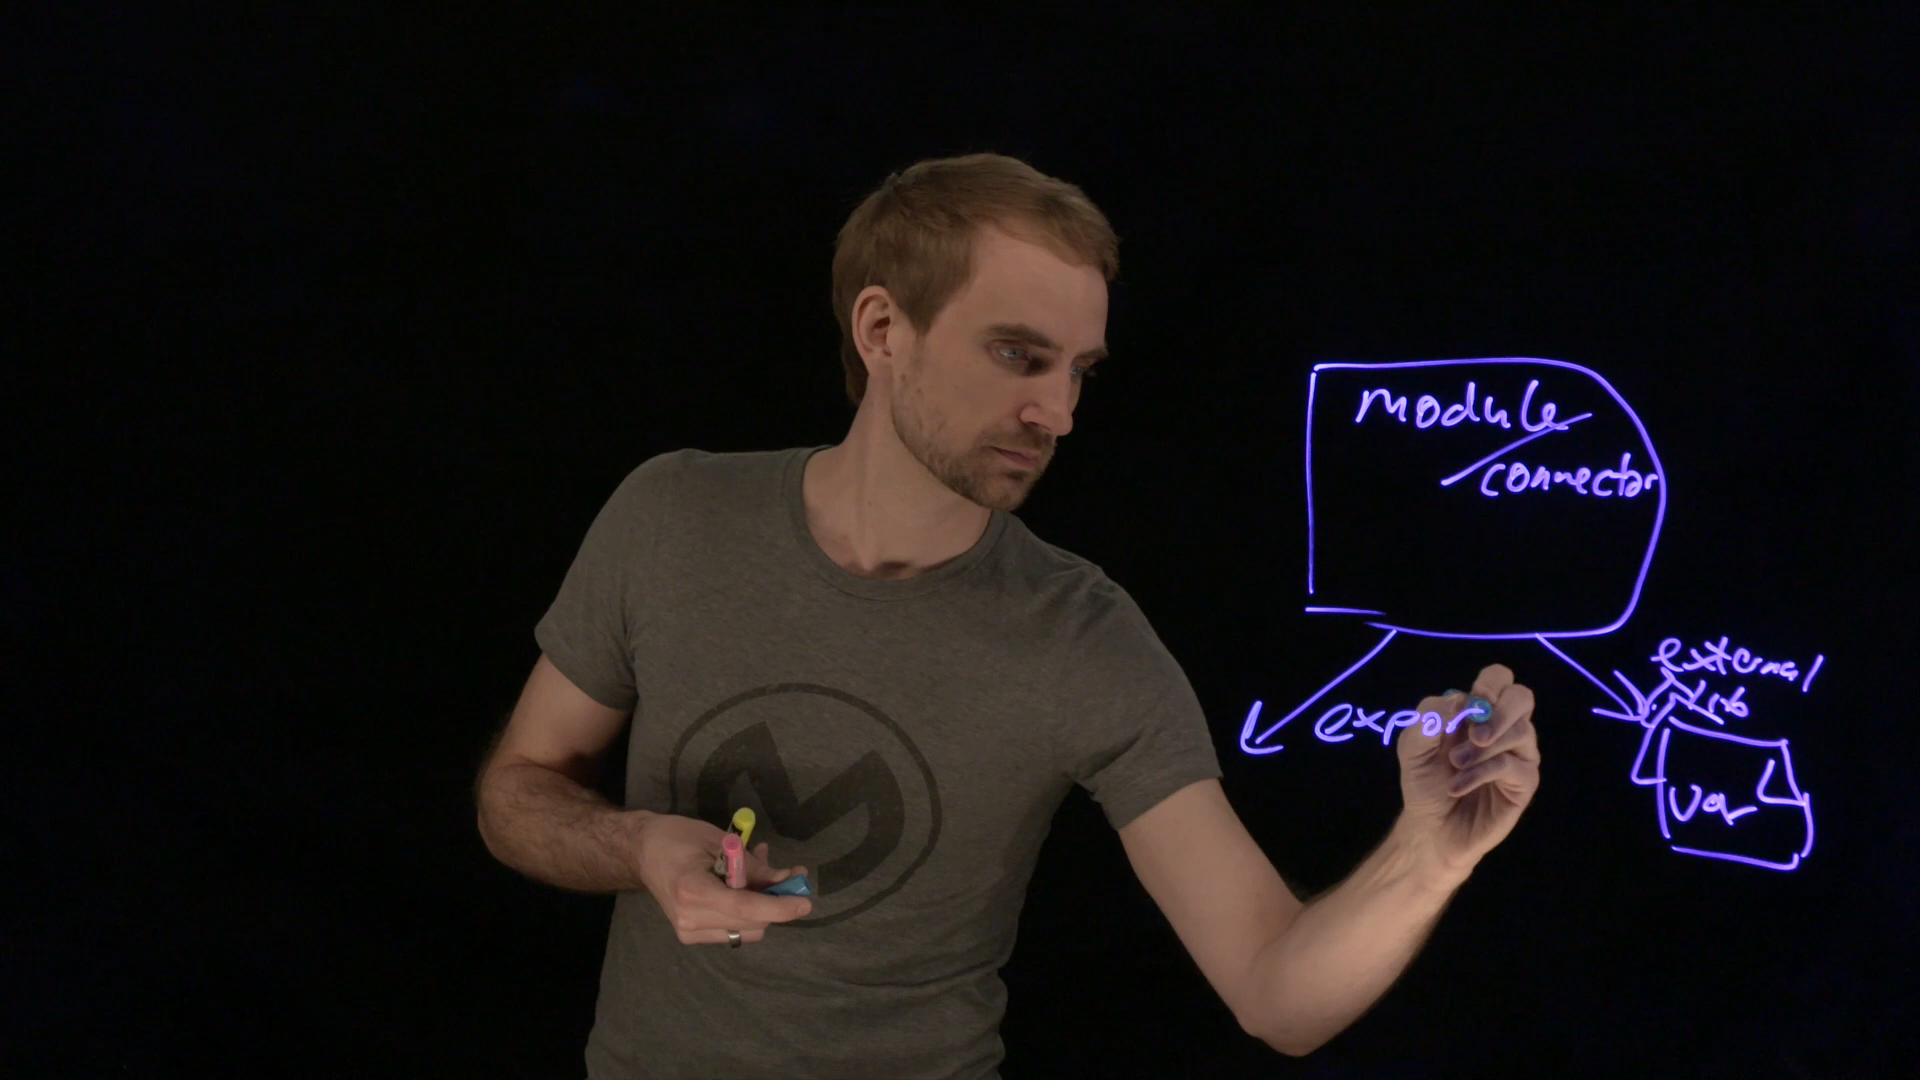 module/
connector
external
lib
expor
var